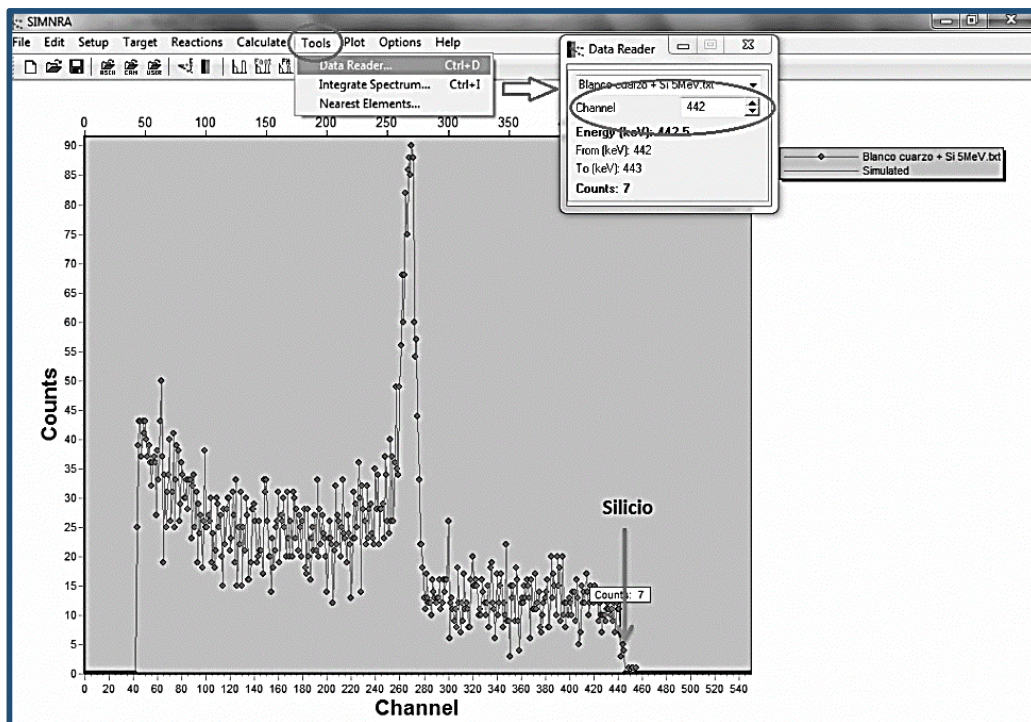 SIMNRA
File Edit Setup Target Reactions Calculate Tools Plot Options Help
Data Reader... Ctrl+D
Integrate Spectrum... Ctrl+I
Nearest Elements...
Data Reader
Blanco cuarzo + Si 5MeV.txt
Channel 442
Energy (keV): 442.5
From (keV): 442
To (keV): 443
Counts: 7
Blanco cuarzo + Si 5MeV.txt
Simulated
0 50 100 150 200 250 300 350
90
85
80
75
70
65
60
55
50
45
40
35
30
25
20
15
10
5
0
Counts
Silicio
Counts: 7
0 20 40 60 80 100 120 140 160 180 200 220 240 260 280 300 320 340 360 380 400 420 440 460 480 500 520 540
Channel